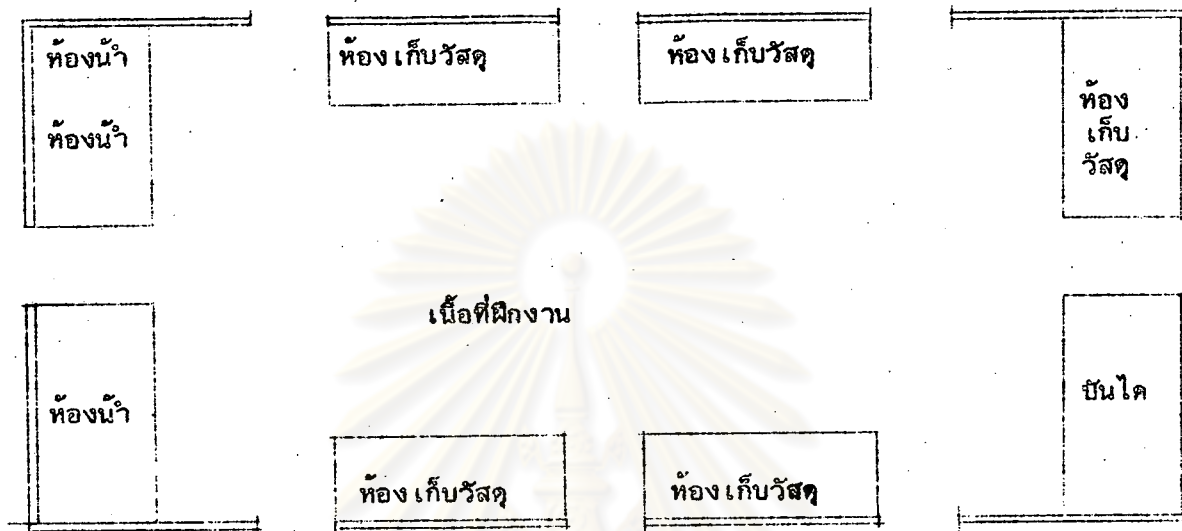 ห้องน้ำ
ห้องเก็บวัสดุ
ห้องเก็บวัสดุ
ห้อง
เก็บ
วัสดุ
ห้องน้ำ
เนื้อที่ฝึกงาน
ห้องน้ำ
บันได
ห้องเก็บวัสดุ
ห้องเก็บวัสดุ